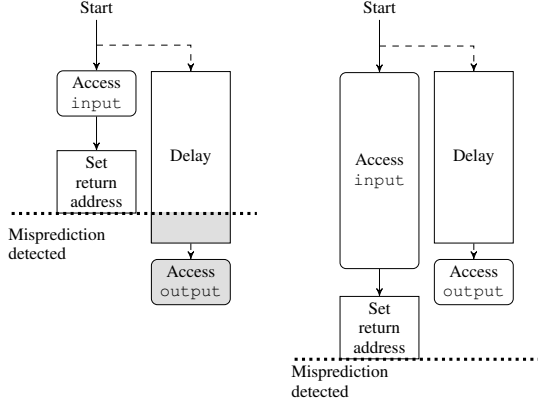 Start
Access
input
Delay
Set
return
address
Misprediction
detected
Access
output
Start
Access
input
Delay
Access
output
Set
return
address
Misprediction
detected